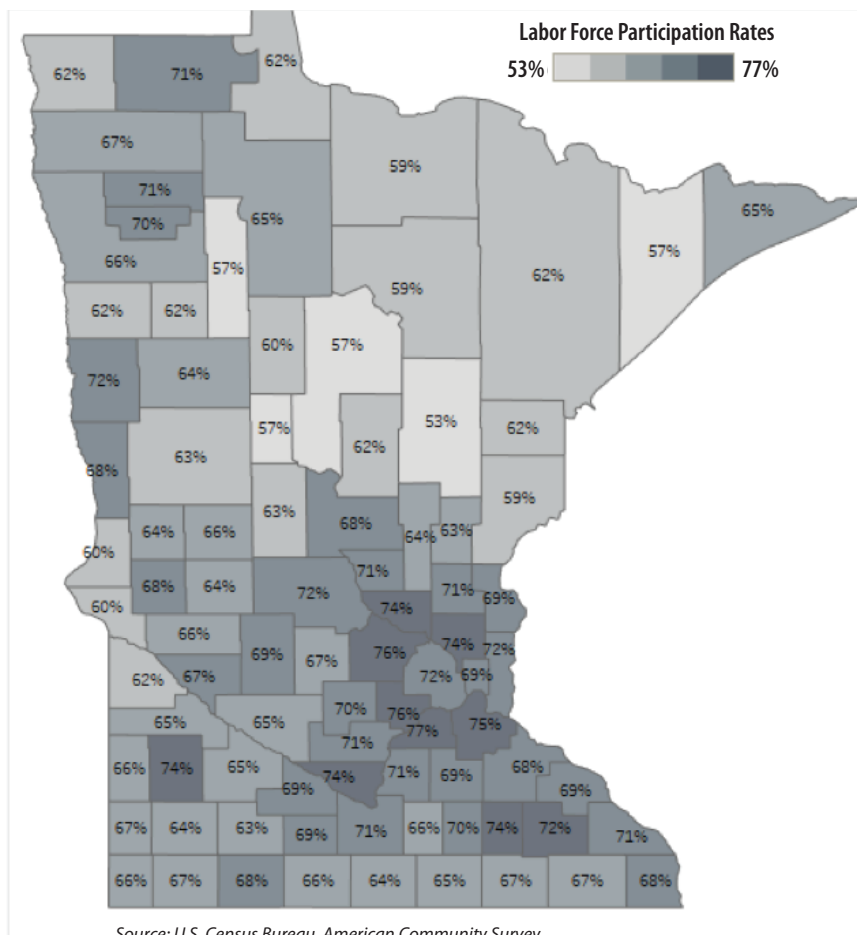 Labor Force Participation Rates
53% 77%
62% 71% 62%
67%
59%
71%
70% 65% 65%
66% 57% 57%
62%
59%
62% 62%
60% 57%
72% 64%
57% 53% 62%
62%
68% 63%
59%
63%
68%
64% 66% 64% 63%
60%
71%
68% 64% 72% 71% 69%
60% 74%
66% 74% 72%
69% 67% 76%
62% 67% 72% 69%
65% 65% 70% 76% 75%
71% 77%
66% 74% 65% 74% 71% 69% 68%
69% 69%
67% 64% 63% 69% 71% 66% 70% 74% 72% 71%
66% 67% 68% 66% 64% 65% 67% 67% 68%
Source: U.S. Census Bureau, American Community Survey